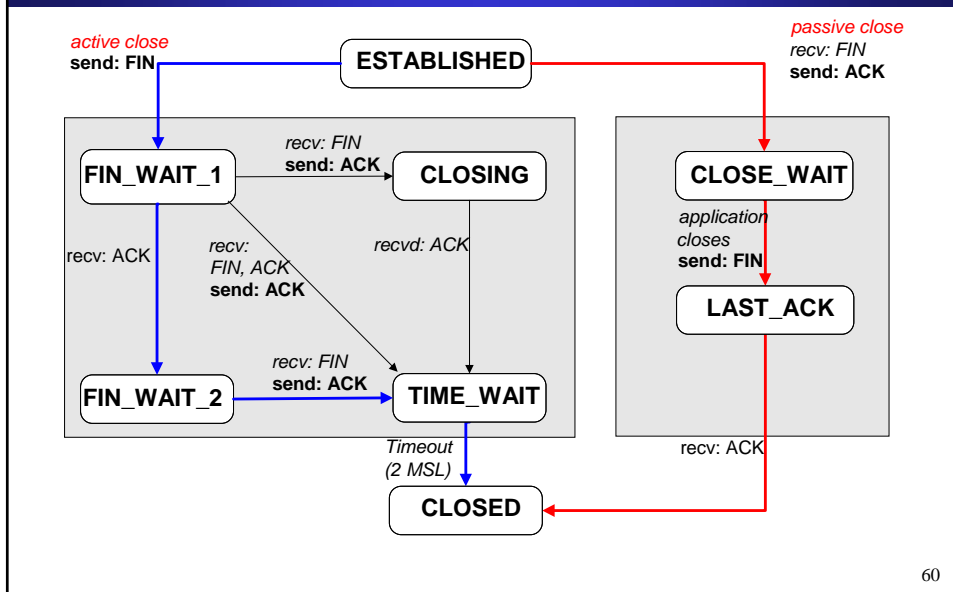 active close
send: FIN
ESTABLISHED
passive close
recv: FIN
send: ACK
FIN_WAIT_1
recv: FIN
send: ACK
CLOSING
CLOSE_WAIT
recv: ACK
recv:
FIN, ACK
send: ACK
recvd: ACK
application
closes
send: FIN
LAST_ACK
FIN_WAIT_2
recv: FIN
send: ACK
TIME_WAIT
Timeout
(2 MSL)
recv: ACK
CLOSED
60